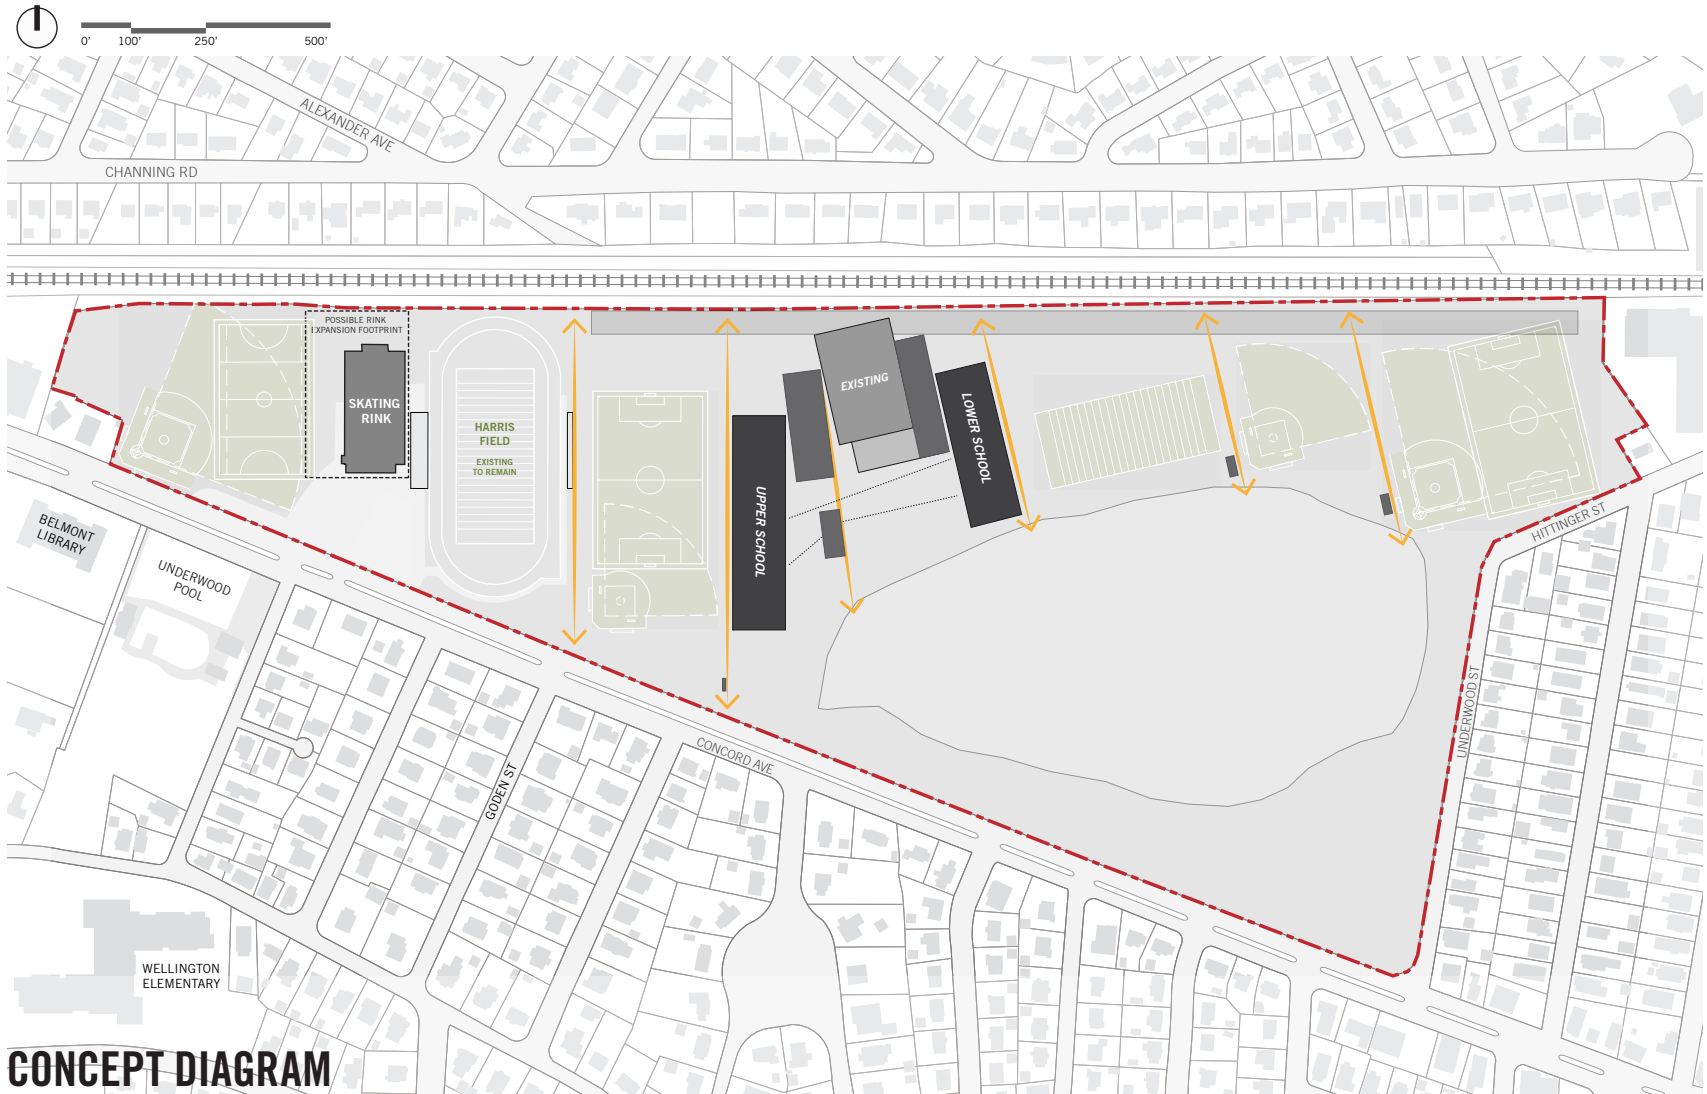 0' 100' 250' 500'
ALEXANDER AVE
CHANNING RD
POSSIBLE RINK
EXPANSION FOOTPRINT
SKATING
RINK
HARRIS
FIELD
EXISTING
TO REMAIN
EXISTING
LOWER SCHOOL
UPPER SCHOOL
BELMONT
LIBRARY
UNDERWOOD
POOL
HITTINGER ST
UNDERWOOD ST
CONCORD AVE
GODEN ST
WELLINGTON
ELEMENTARY
CONCEPT DIAGRAM